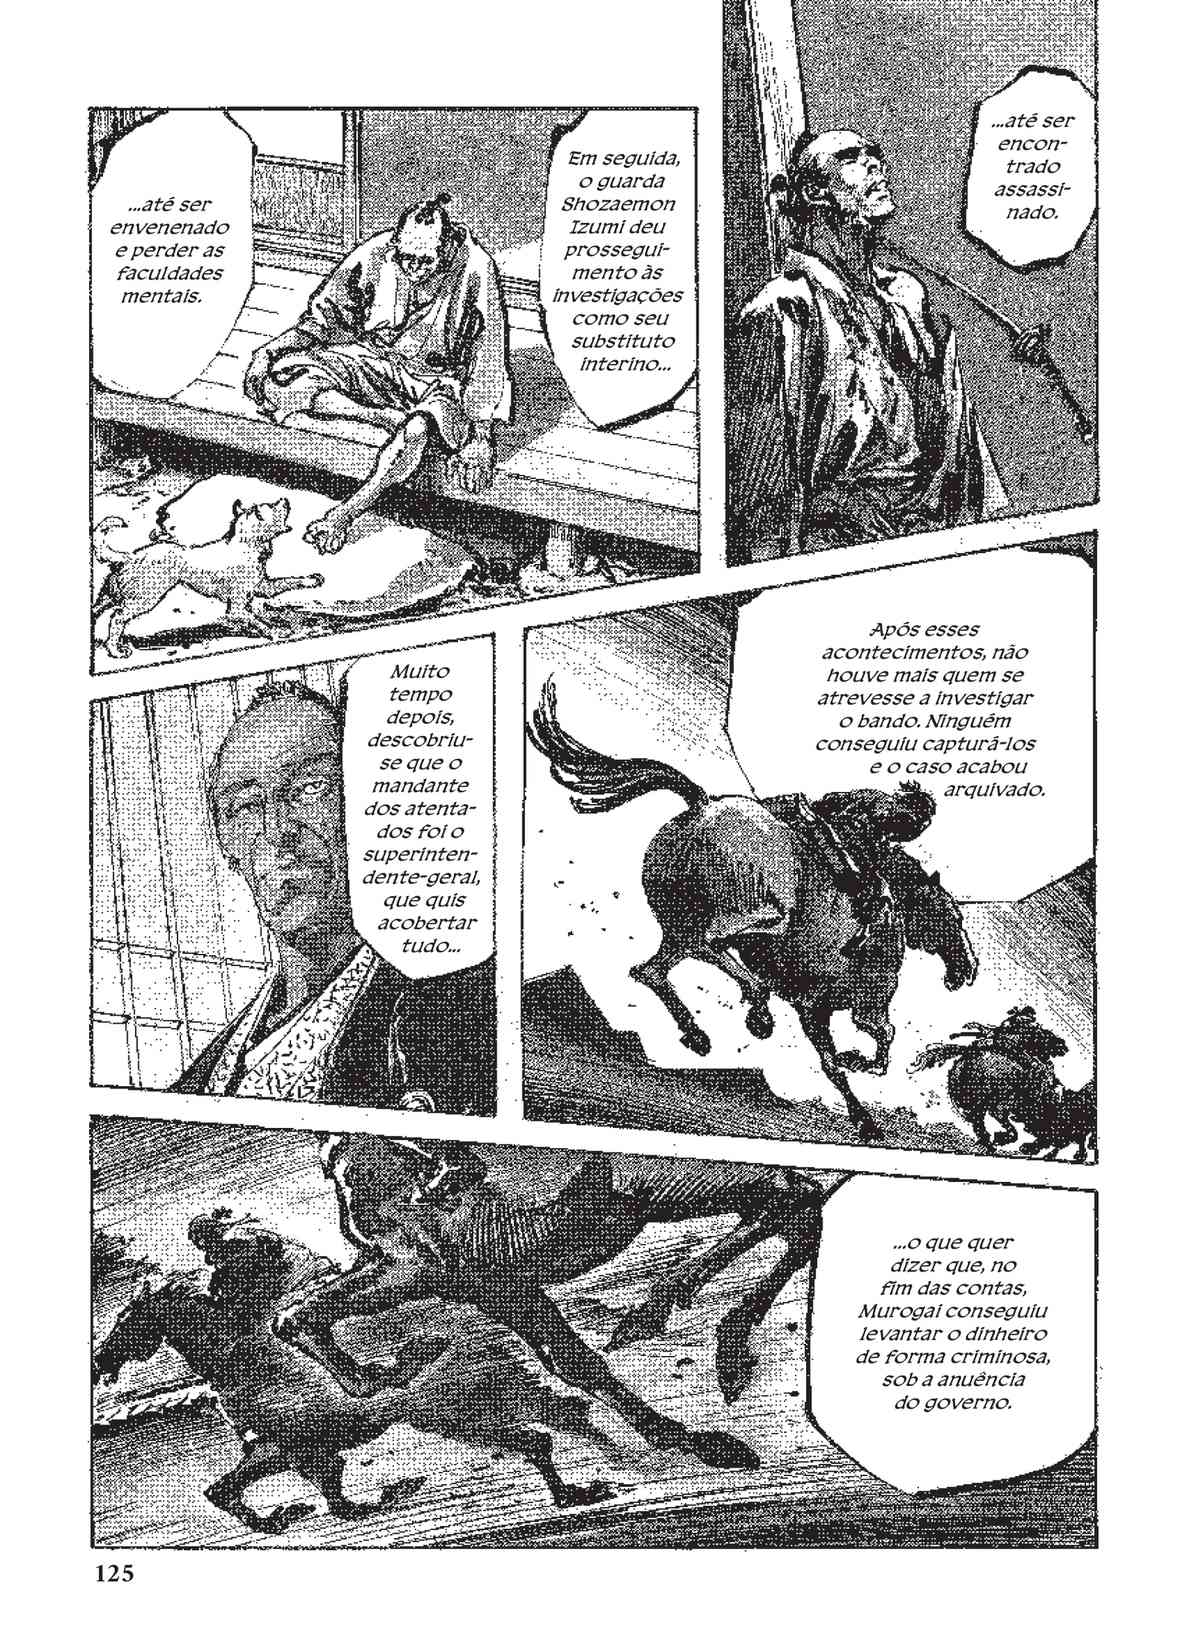 ...até ser
encon-
trado
assassi-
nado.
Em seguida,
o guarda
Shozaemon
Izumi deu
prossegui-
mento às
investigações
como seu
substituto
interino...
...até ser
envenenado
e perder as
faculdades
mentais.
Após esses
acontecimentos, não
houve mais quem se
atrevesse a investigar
o bando. Ninguém
conseguiu capturá-los
e o caso acabou
arquivado.
Muito
tempo
depois,
descobriu-
se que o
mandante
dos atenta-
dos foi o
superinten-
dente-geral,
que quis
acobertar
tudo...
...o que quer
dizer que, no
fim das contas,
Murogai conseguiu
levantar o dinheiro
de forma criminosa,
sob a anuência
do governo.
125